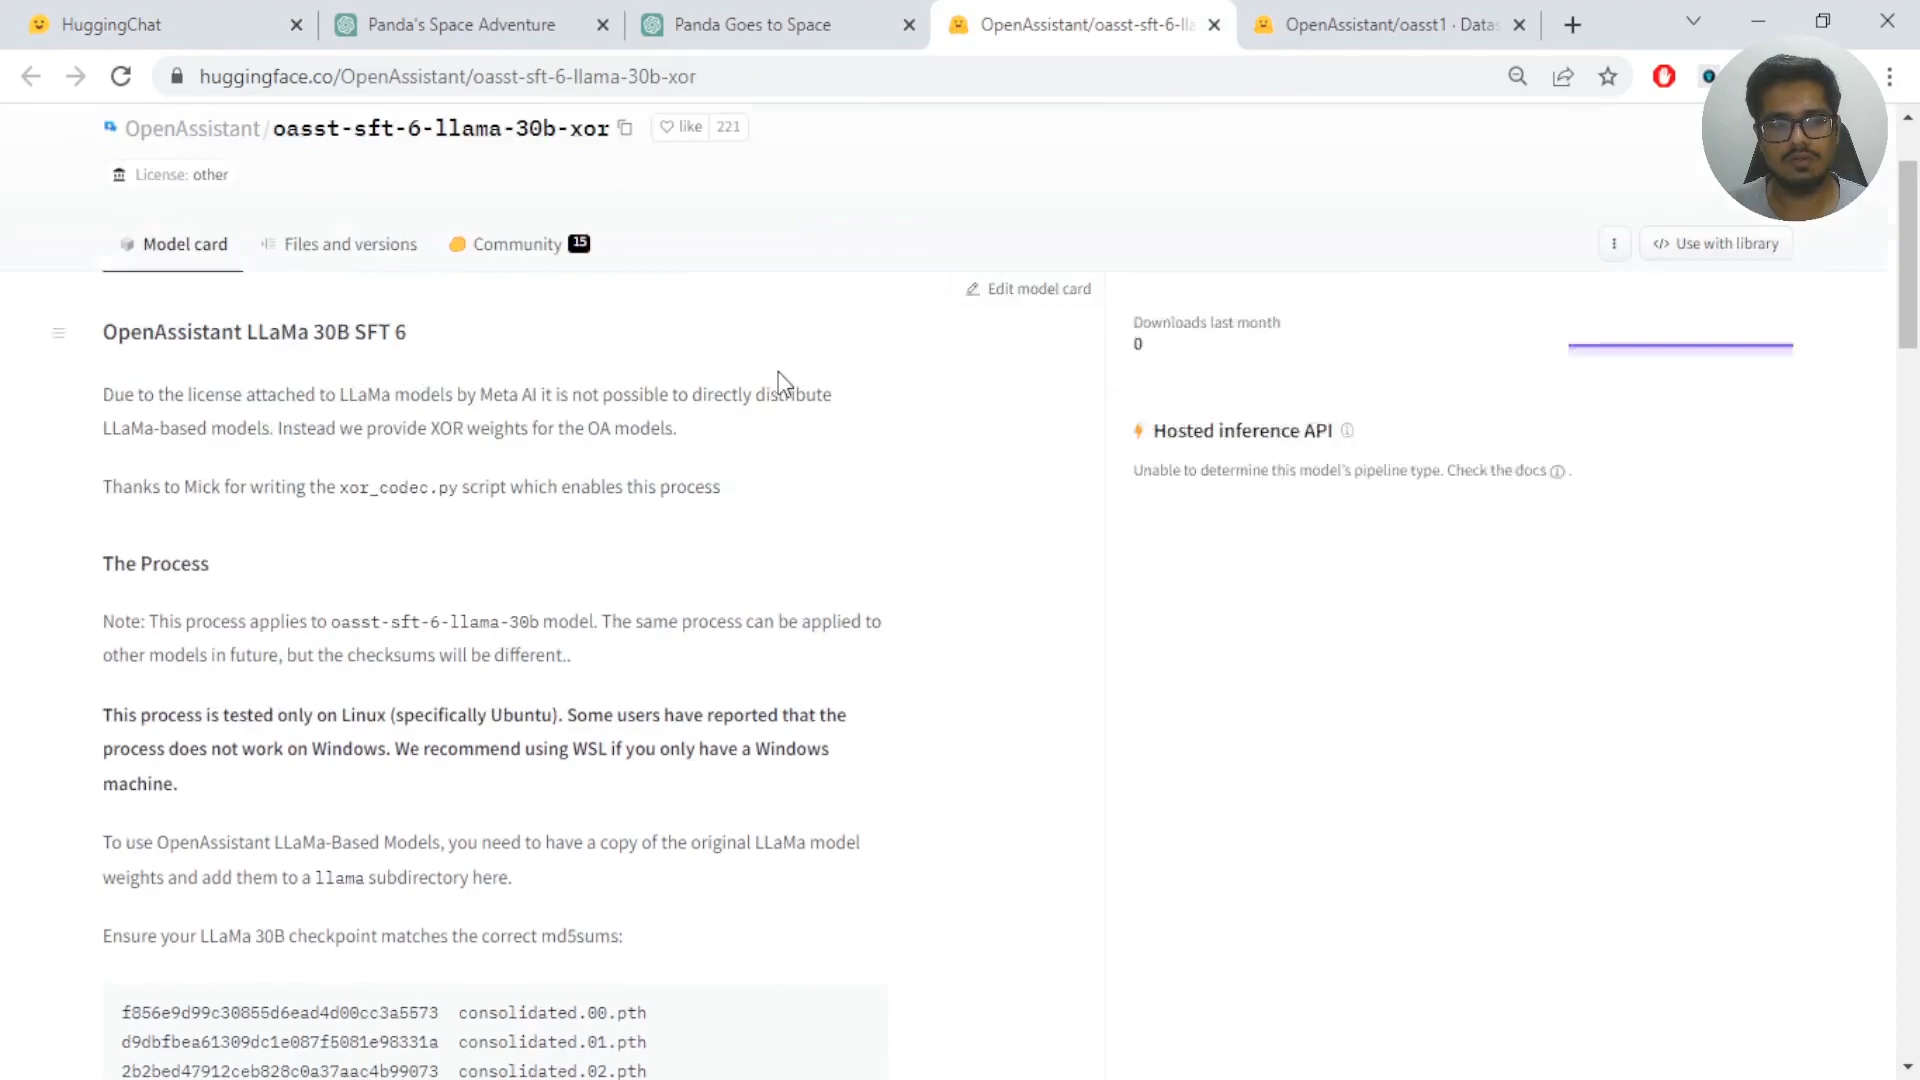 HuggingChat
Panda's Space Adventure
Panda Goes to Space
OpenAssistant/oasst-sft-6-lla
OpenAssistant/oasst1 · Datas
huggingface.co/OpenAssistant/oasst-sft-6-llama-30b-xor
OpenAssistant/oasst-sft-6-llama-30b-xor
like 221
License: other
Model card
Files and versions
Community 15
</> Use with library
Edit model card
OpenAssistant LLaMa 30B SFT 6
Due to the license attached to LLaMa models by Meta AI it is not possible to directly distribute
LLaMa-based models. Instead we provide XOR weights for the OA models.
Thanks to Mick for writing the xor_codec.py script which enables this process
The Process
Note: This process applies to oasst-sft-6-llama-30b model. The same process can be applied to
other models in future, but the checksums will be different..
This process is tested only on Linux (specifically Ubuntu). Some users have reported that the
process does not work on Windows. We recommend using WSL if you only have a Windows
machine.
To use OpenAssistant LLaMa-Based Models, you need to have a copy of the original LLaMa model
weights and add them to a llama subdirectory here.
Ensure your LLaMa 30B checkpoint matches the correct md5sums:
f856e9d99c30855d6ead4d00cc3a5573 consolidated.00.pth
d9dbfbea61309dc1e087f5081e98331a consolidated.01.pth
2b2bed47912ceb828c0a37aac4b99073 consolidated.02.pth
Downloads last month
0
Hosted inference API
Unable to determine this model's pipeline type. Check the docs .